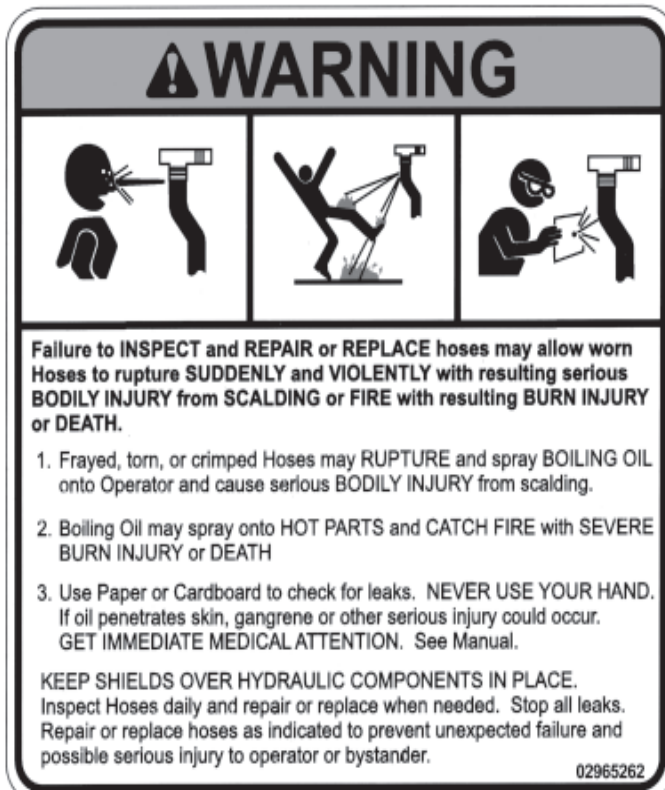 WARNING
Failure to INSPECT and REPAIR or REPLACE hoses may allow worn
Hoses to rupture SUDDENLY and VIOLENTLY with resulting serious
BODILY INJURY from SCALDING or FIRE with resulting BURN INJURY
or DEATH.
1. Frayed, torn, or crimped Hoses may RUPTURE and spray BOILING OIL
onto Operator and cause serious BODILY INJURY from scalding.
2. Boiling Oil may spray onto HOT PARTS and CATCH FIRE with SEVERE
BURN INJURY or DEATH
3. Use Paper or Cardboard to check for leaks. NEVER USE YOUR HAND.
If oil penetrates skin, gangrene or other serious injury could occur.
GET IMMEDIATE MEDICAL ATTENTION. See Manual.
KEEP SHIELDS OVER HYDRAULIC COMPONENTS IN PLACE.
Inspect Hoses daily and repair or replace when needed. Stop all leaks.
Repair or replace hoses as indicated to prevent unexpected failure and
possible serious injury to operator or bystander.
02965262